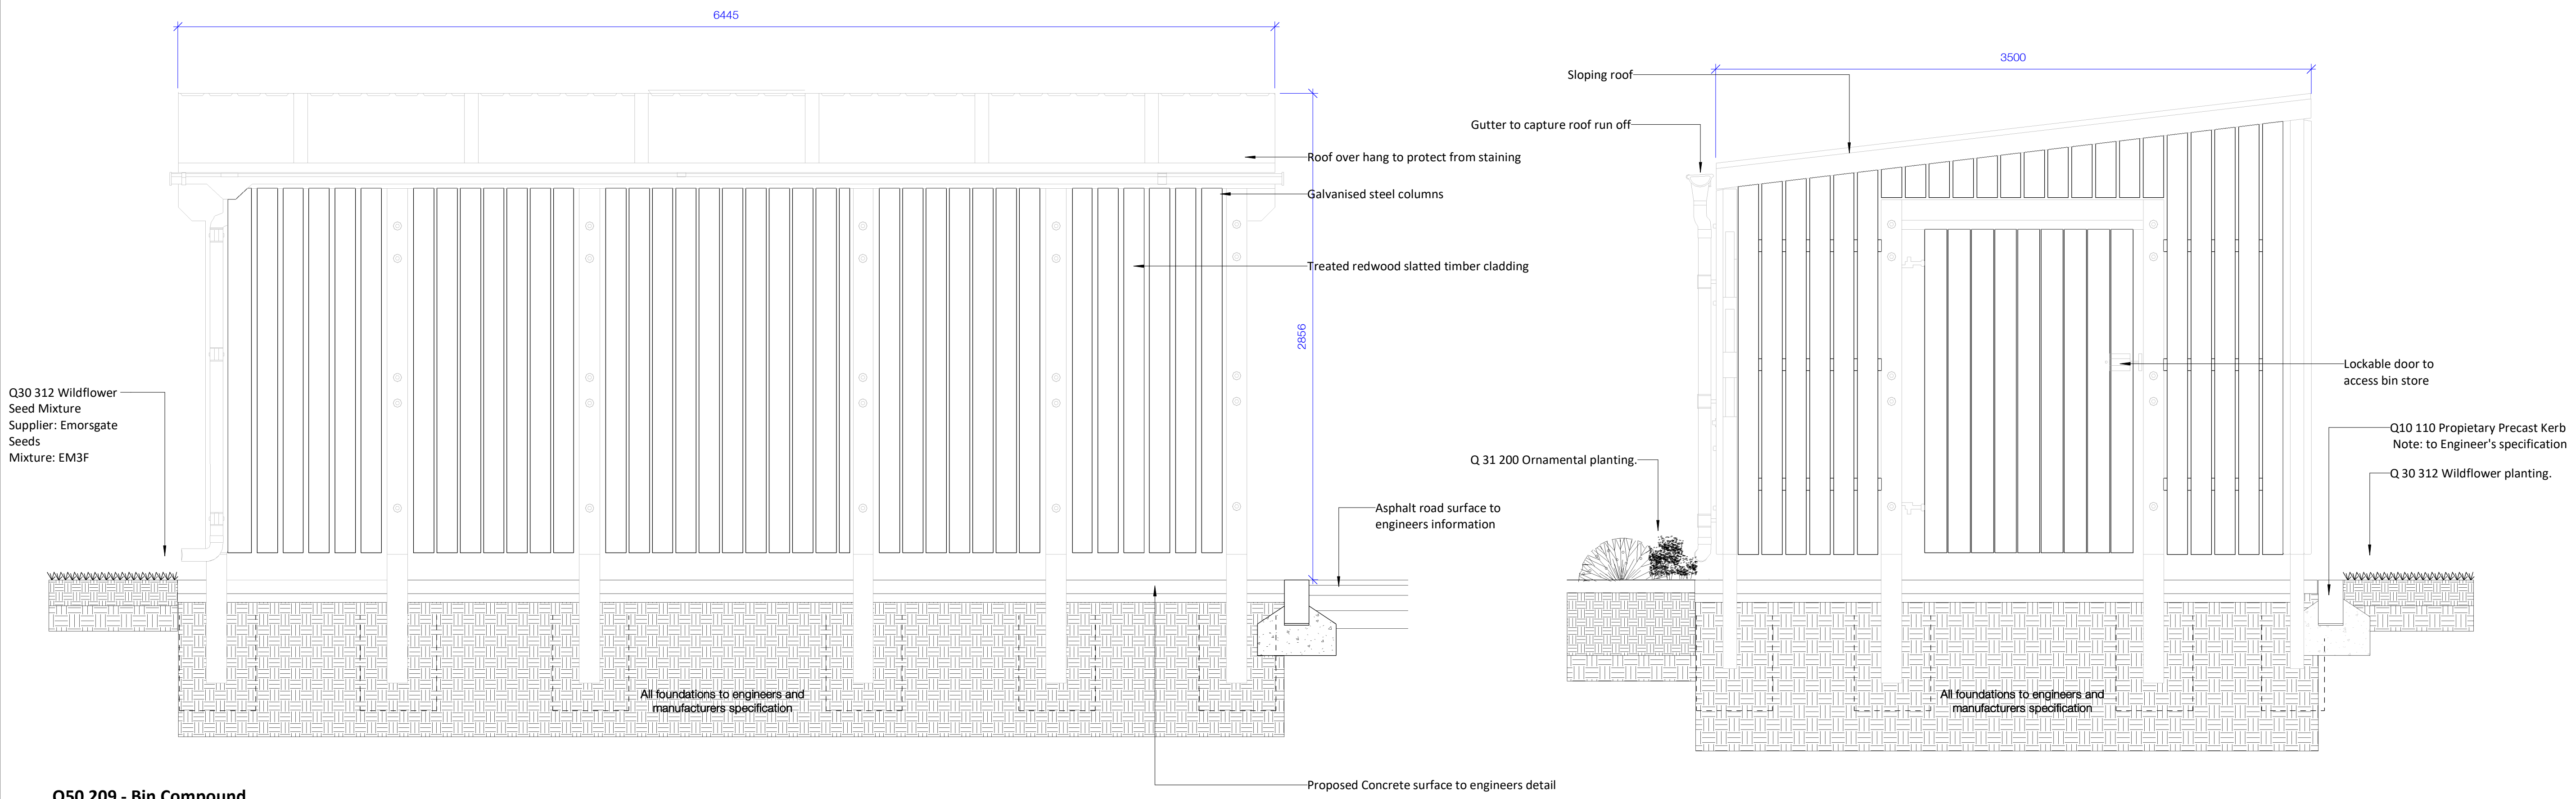 6445
3500
Sloping roof
Gutter to capture roof run off
Roof over hang to protect from staining
Galvanised steel columns
Treated redwood slatted timber cladding
2856
Lockable door to
access bin store
Q30 312 Wildflower
Seed Mixture
Supplier: Emorsgate
Seeds
Mixture: EM3F
Q10 110 Propietary Precast Kerb
Note: to Engineer's specification
Q 31 200 Ornamental planting.
Q 30 312 Wildflower planting.
Asphalt road surface to
engineers information
All foundations to engineers and
manufacturers specification
All foundations to engineers and
manufacturers specification
Proposed Concrete surface to engineers detail
Q50 209 - Bin Compound